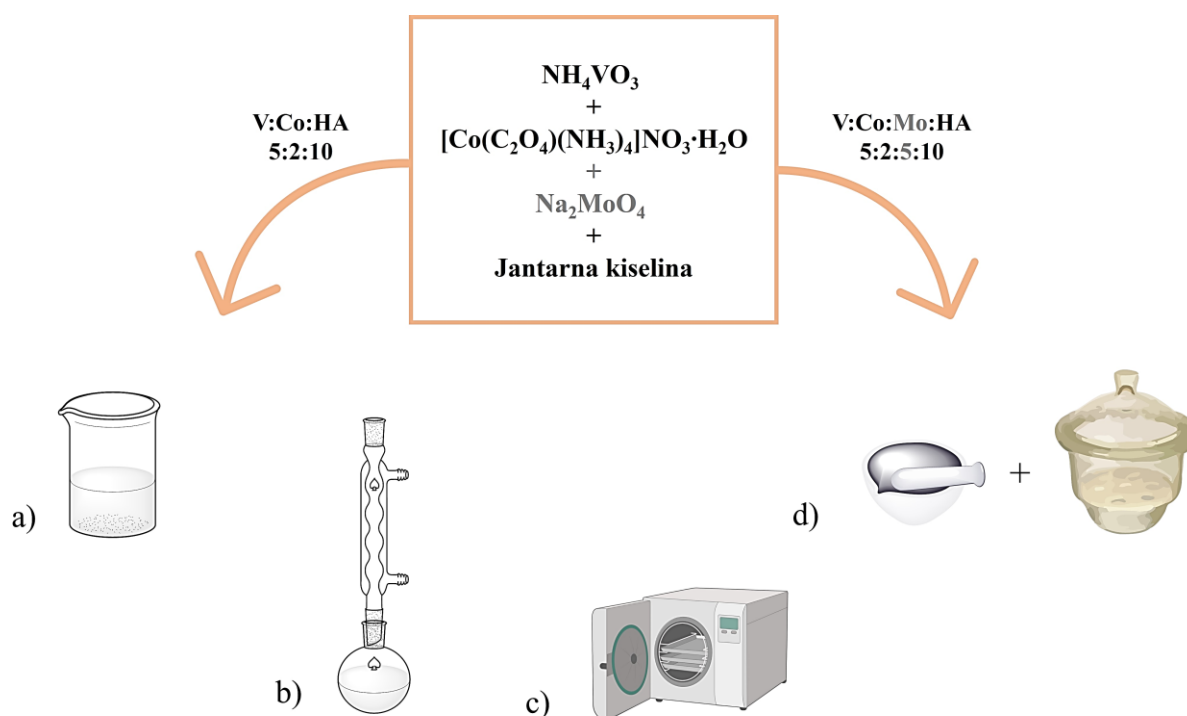 NH₄VO₃
+
[Co(C₂O₄)(NH₃)₄]NO₃·H₂O
+
Na₂MoO₄
+
Jantarna kiselina
V:Co:HA
5:2:10
V:Co:Mo:HA
5:2:5:10
a)
b)
c)
d)
+